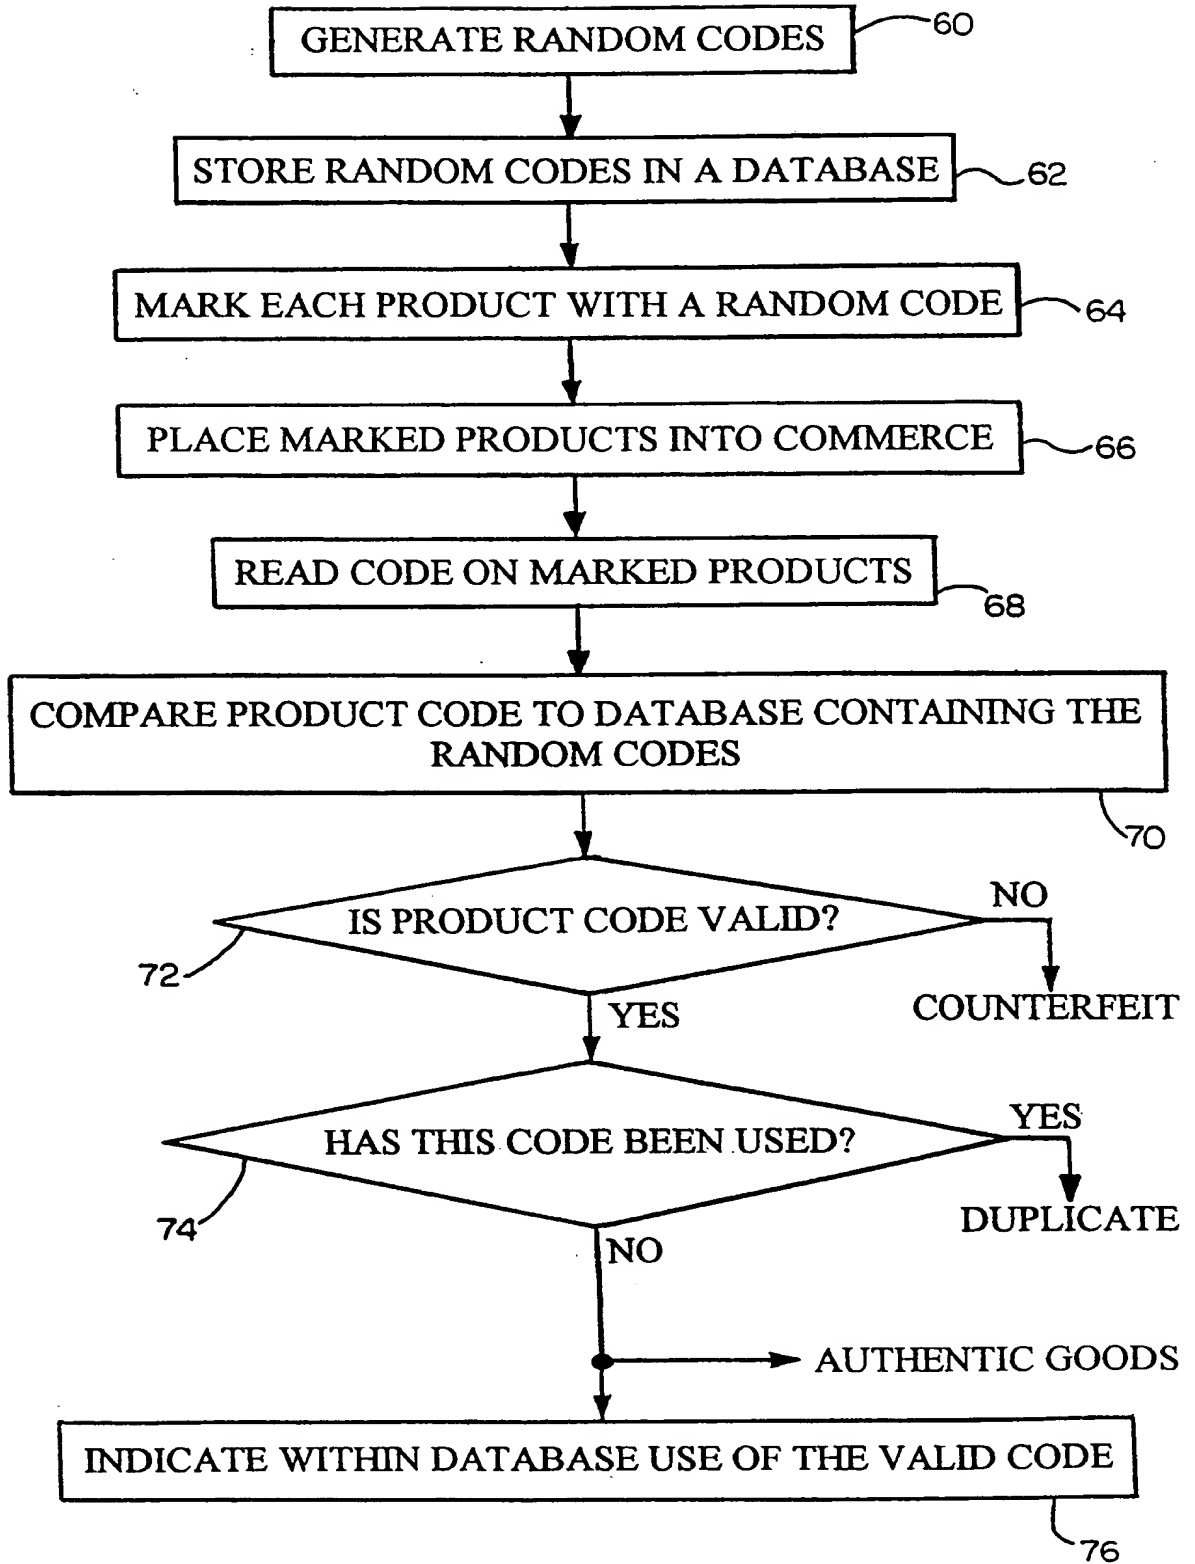 GENERATE RANDOM CODES
60
STORE RANDOM CODES IN A DATABASE
62
MARK EACH PRODUCT WITH A RANDOM CODE
64
PLACE MARKED PRODUCTS INTO COMMERCE
66
READ CODE ON MARKED PRODUCTS
68
COMPARE PRODUCT CODE TO DATABASE CONTAINING THE
RANDOM CODES
70
IS PRODUCT CODE VALID?
NO
72
COUNTERFEIT
YES
HAS THIS CODE BEEN USED?
YES
74
DUPLICATE
NO
AUTHENTIC GOODS
INDICATE WITHIN DATABASE USE OF THE VALID CODE
76